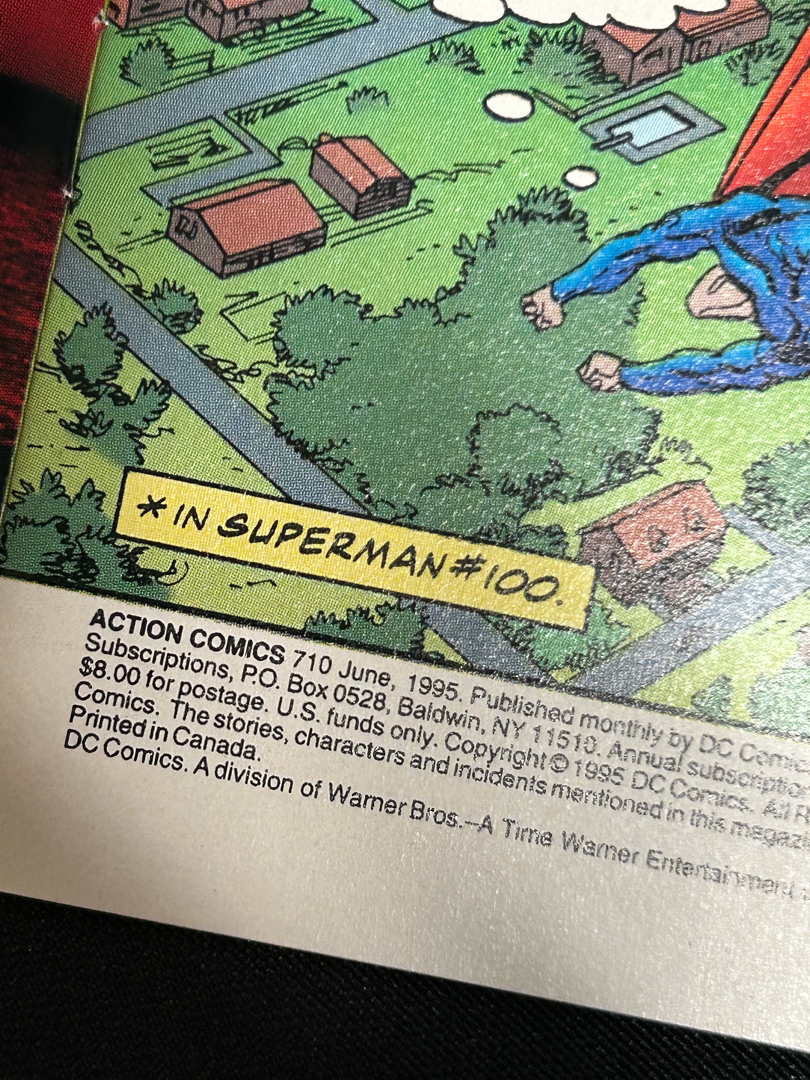 * IN SUPERMAN #100.
ACTION COMICS 710 June, 1995. Published monthly by DC Comic
Subscriptions, P.O. Box 0528, Baldwin, NY 11510. Annual subscription
$8.00 for postage. U.S. funds only. Copyright © 1995 DC Comics. All R
Comics. The stories, characters and incidents mentioned in this magazi
Printed in Canada.
DC Comics. A division of Warner Bros.—A Time Warner Entertainment